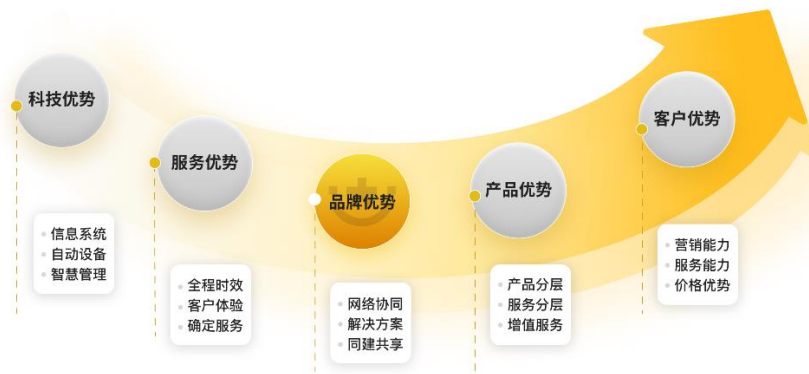 科技优势
信息系统
自动设备
智慧管理
服务优势
全程时效
客户体验
确定服务
品牌优势
网络协同
解决方案
同建共享
产品优势
产品分层
服务分层
增值服务
客户优势
营销能力
服务能力
价格优势